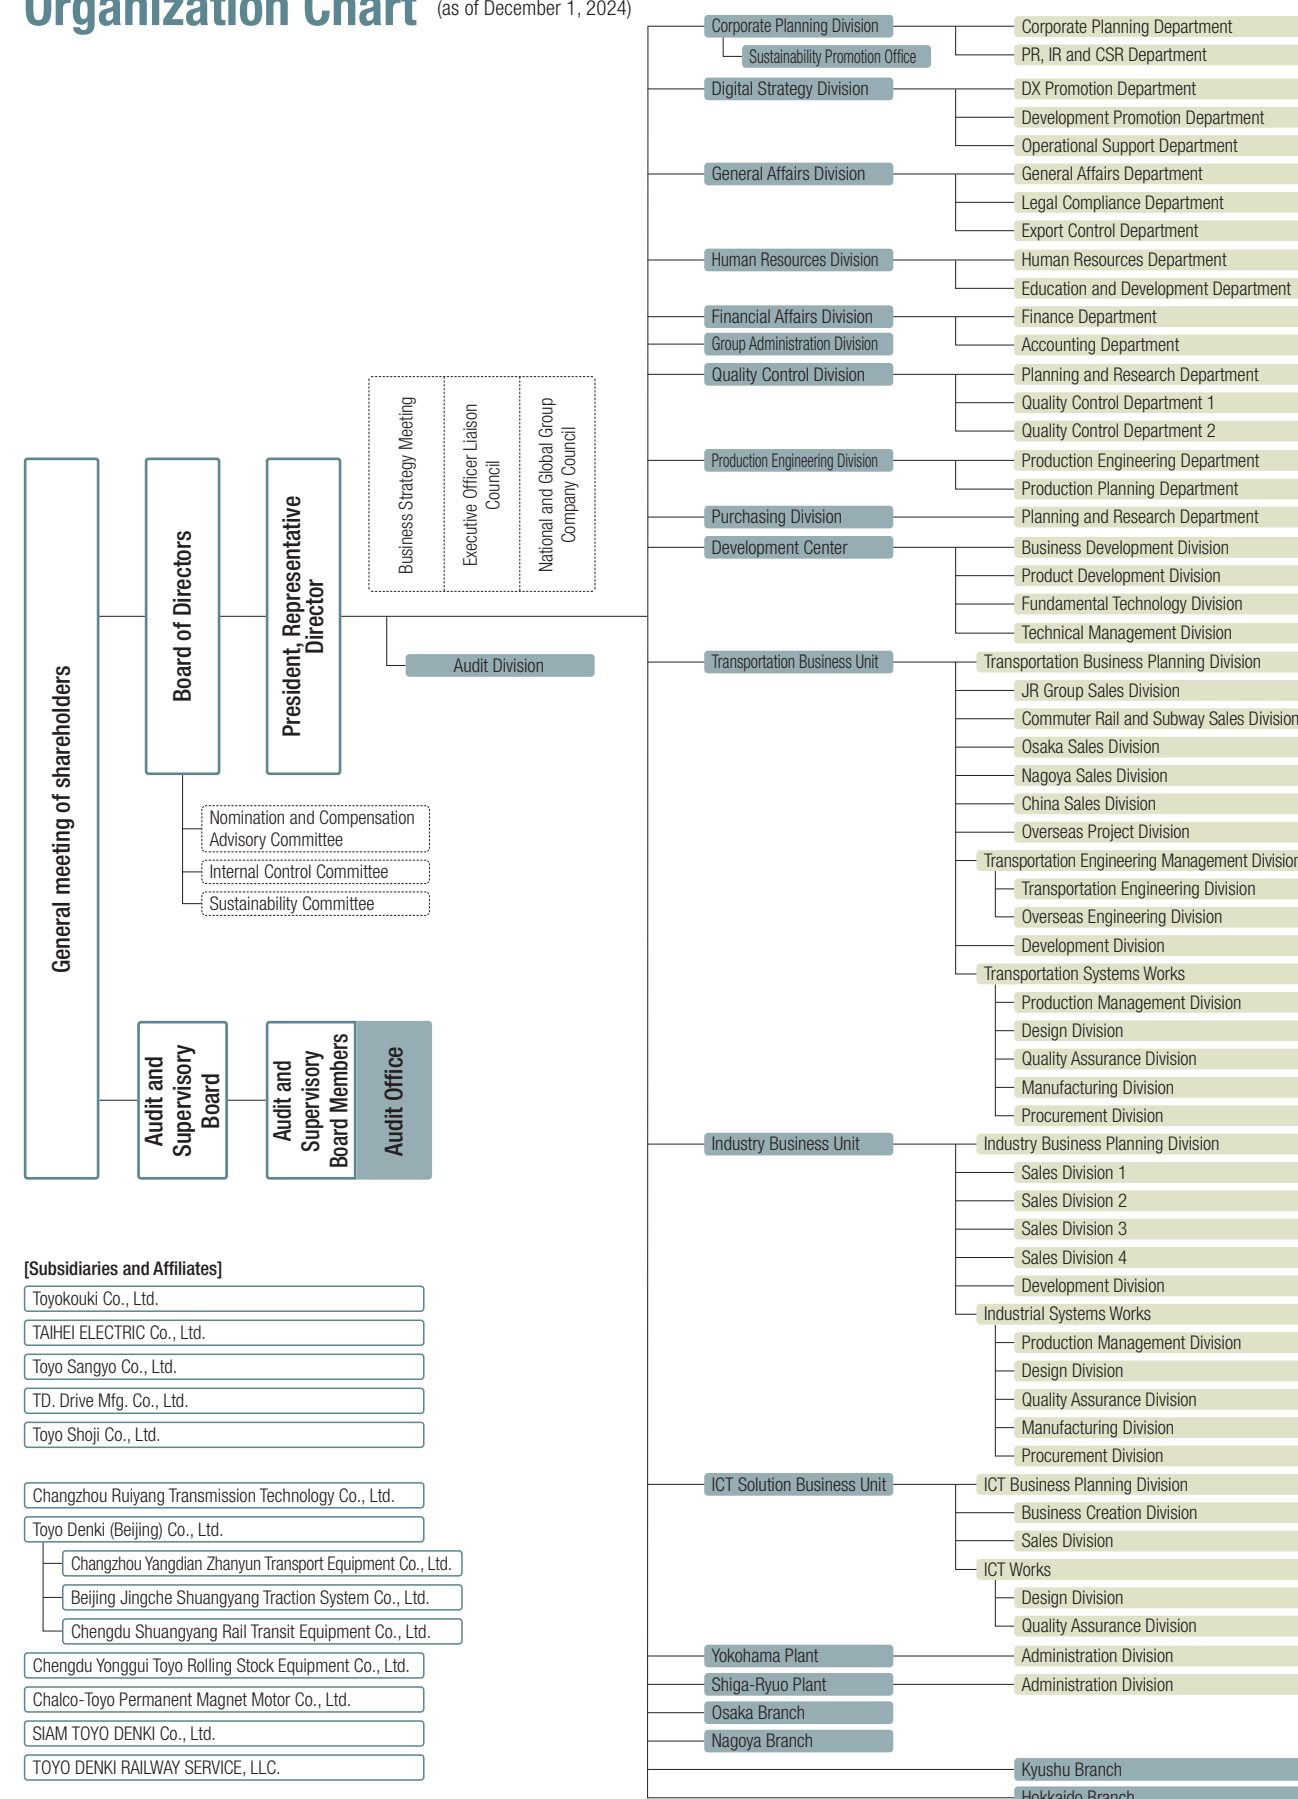 Organization Chart (as of December 1, 2024)
General meeting of shareholders
Board of Directors
President, Representative
Director
Business Strategy Meeting
Executive Officer Liaison
Council
National and Global Group
Company Council
Audit Division
Nomination and Compensation
Advisory Committee
Internal Control Committee
Sustainability Committee
Audit and
Supervisory
Board
Audit and
Supervisory
Board Members
Audit Office
[Subsidiaries and Affiliates]
Toyokouki Co., Ltd.
TAIHEI ELECTRIC Co., Ltd.
Toyo Sangyo Co., Ltd.
TD. Drive Mfg. Co., Ltd.
Toyo Shoji Co., Ltd.
Changzhou Ruiyang Transmission Technology Co., Ltd.
Toyo Denki (Beijing) Co., Ltd.
Changzhou Yangdian Zhanyun Transport Equipment Co., Ltd.
Beijing Jingche Shuangyang Traction System Co., Ltd.
Chengdu Shuangyang Rail Transit Equipment Co., Ltd.
Chengdu Yonggui Toyo Rolling Stock Equipment Co., Ltd.
Chalco-Toyo Permanent Magnet Motor Co., Ltd.
SIAM TOYO DENKI Co., Ltd.
TOYO DENKI RAILWAY SERVICE, LLC.
Corporate Planning Division
Sustainability Promotion Office
Corporate Planning Department
PR, IR and CSR Department
Digital Strategy Division
DX Promotion Department
Development Promotion Department
Operational Support Department
General Affairs Division
General Affairs Department
Legal Compliance Department
Export Control Department
Human Resources Division
Human Resources Department
Education and Development Department
Financial Affairs Division
Finance Department
Accounting Department
Group Administration Division
Quality Control Division
Planning and Research Department
Quality Control Department 1
Quality Control Department 2
Production Engineering Division
Production Engineering Department
Production Planning Department
Purchasing Division
Planning and Research Department
Development Center
Business Development Division
Product Development Division
Fundamental Technology Division
Technical Management Division
Transportation Business Unit
Transportation Business Planning Division
JR Group Sales Division
Commuter Rail and Subway Sales Division
Osaka Sales Division
Nagoya Sales Division
China Sales Division
Overseas Project Division
Transportation Engineering Management Division
Transportation Engineering Division
Overseas Engineering Division
Development Division
Transportation Systems Works
Production Management Division
Design Division
Quality Assurance Division
Manufacturing Division
Procurement Division
Industry Business Unit
Industry Business Planning Division
Sales Division 1
Sales Division 2
Sales Division 3
Sales Division 4
Development Division
Industrial Systems Works
Production Management Division
Design Division
Quality Assurance Division
Manufacturing Division
Procurement Division
ICT Solution Business Unit
ICT Business Planning Division
Business Creation Division
Sales Division
ICT Works
Design Division
Quality Assurance Division
Yokohama Plant
Administration Division
Shiga-Ryuo Plant
Administration Division
Osaka Branch
Nagoya Branch
Kyushu Branch
Hokkaido Branch